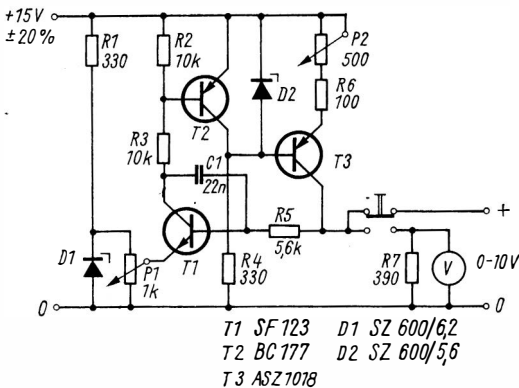 +15V
±20%
R1
330
R2
10k
P2
500
D2
R6
100
T2
R3
10k
C1
22n
T3
+
R5
5,6k
D1
P1
1k
T1
R4
330
R7
390
V
0-10V
0
0
T1 SF 123 D1 SZ 600/6,2
T2 BC 177 D2 SZ 600/5,6
T3 ASZ 1018